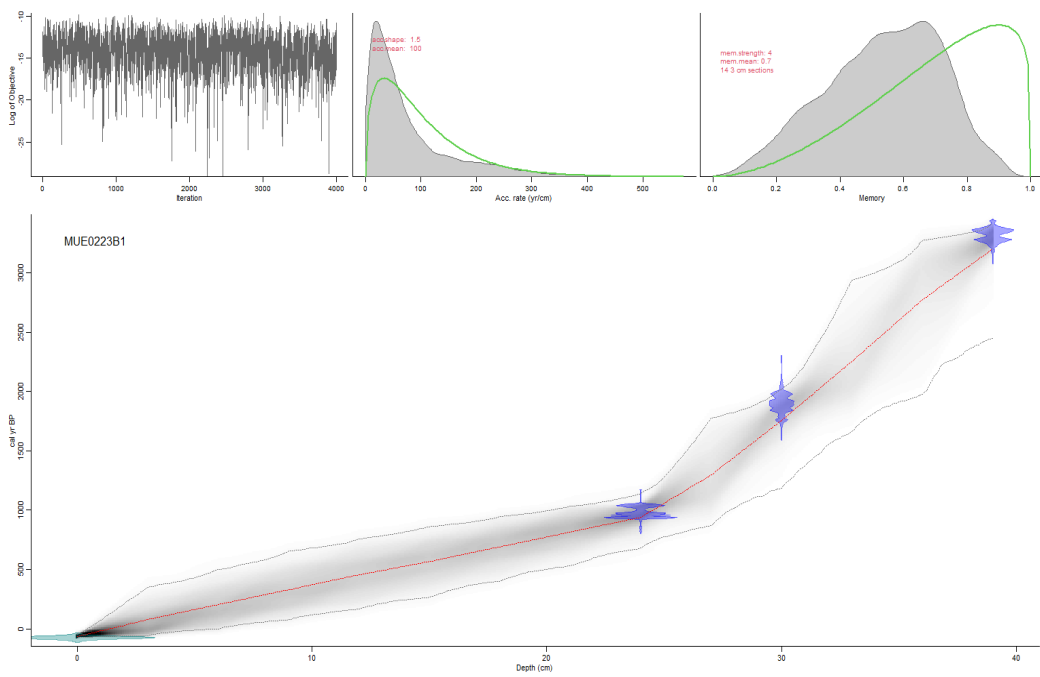 -10
-15
-20
-25
Log of Objective
0
1000
2000
3000
4000
Iteration
acc.shape: 1.5
acc.mean: 100
0
100
200
300
400
500
Acc. rate (yr/cm)
mem.strength: 4
mem.mean: 0.7
14 3 cm sections
0.0
0.2
0.4
0.6
0.8
1.0
Memory
MUE0223B1
3000
2500
2000
1500
1000
500
0
cal yr BP
0
10
20
30
40
Depth (cm)